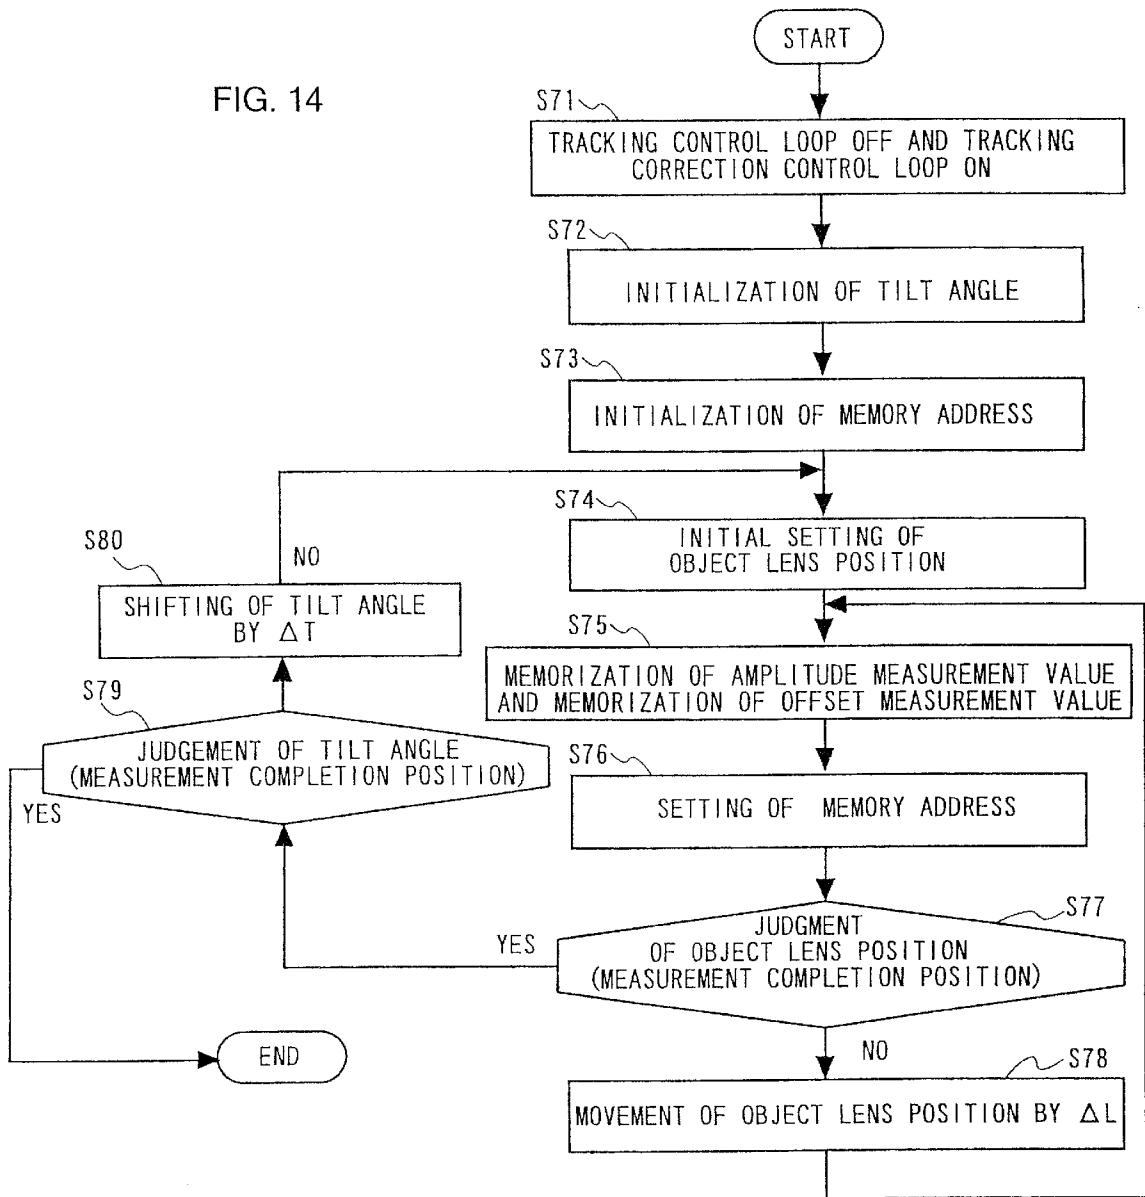 START
FIG. 14
S71
TRACKING CONTROL LOOP OFF AND TRACKING
CORRECTION CONTROL LOOP ON
S72
INITIALIZATION OF TILT ANGLE
S73
INITIALIZATION OF MEMORY ADDRESS
S74
INITIAL SETTING OF
OBJECT LENS POSITION
S80
NO
SHIFTING OF TILT ANGLE
BY ΔT
S75
MEMORIZATION OF AMPLITUDE MEASUREMENT VALUE
AND MEMORIZATION OF OFFSET MEASUREMENT VALUE
S79
JUDGEMENT OF TILT ANGLE
(MEASUREMENT COMPLETION POSITION)
YES
S76
SETTING OF MEMORY ADDRESS
S77
JUDGMENT
OF OBJECT LENS POSITION
(MEASUREMENT COMPLETION POSITION)
YES
NO
END
S78
MOVEMENT OF OBJECT LENS POSITION BY ΔL